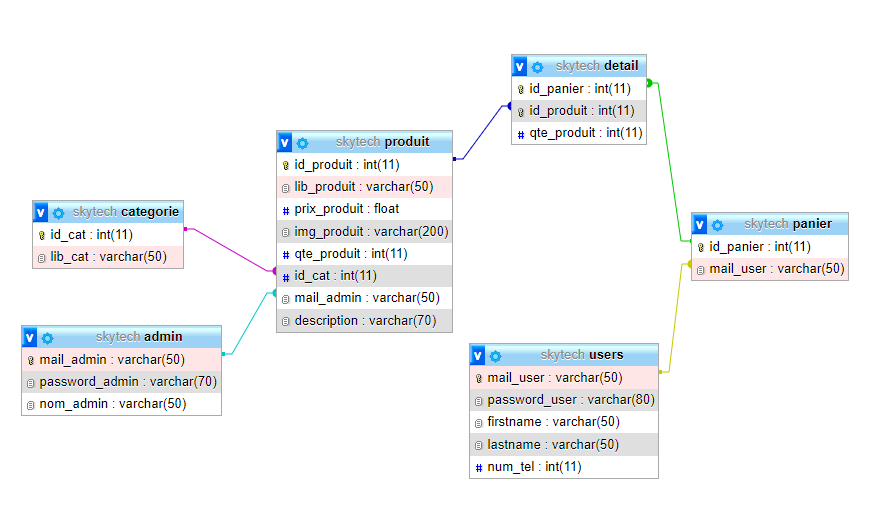 skytech detail
id_panier : int(11)
id_produit : int(11)
qte_produit : int(11)
skytech produit
id_produit : int(11)
lib_produit : varchar(50)
prix_produit : float
img_produit : varchar(200)
qte_produit : int(11)
id_cat : int(11)
mail_admin : varchar(50)
description : varchar(70)
skytech categorie
id_cat : int(11)
lib_cat : varchar(50)
skytech panier
id_panier : int(11)
mail_user : varchar(50)
skytech admin
mail_admin : varchar(50)
password_admin : varchar(70)
nom_admin : varchar(50)
skytech users
mail_user : varchar(50)
password_user : varchar(80)
firstname : varchar(50)
lastname : varchar(50)
num_tel : int(11)